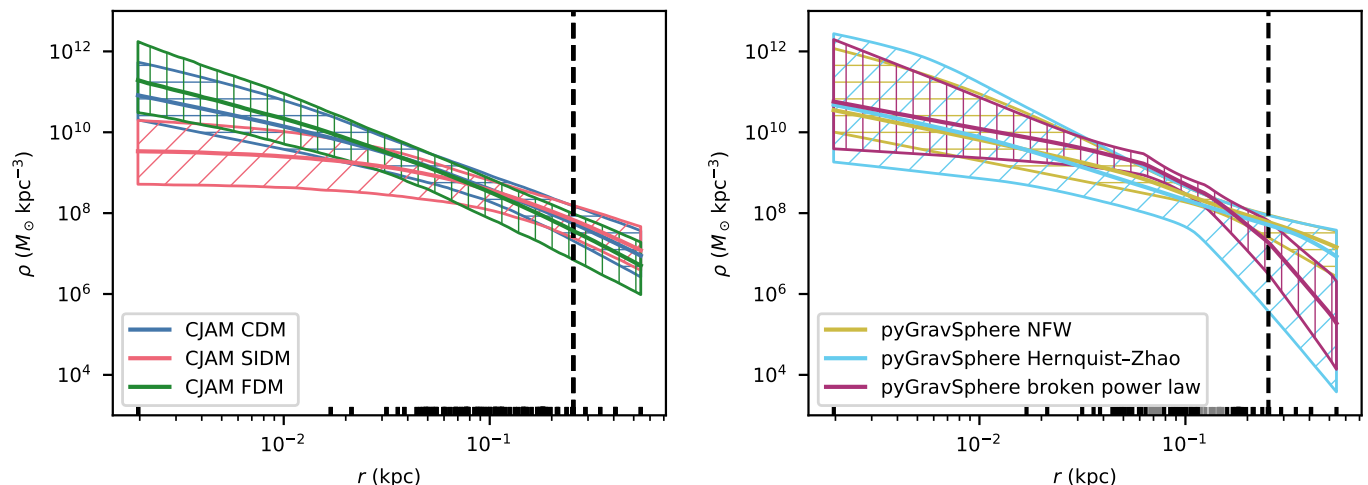 10^12
10^10
10^8
10^6
10^4
ρ (M_⊙ kpc^−3)
CJAM CDM
CJAM SIDM
CJAM FDM
10^−2
10^−1
r (kpc)
10^12
10^10
10^8
10^6
10^4
ρ (M_⊙ kpc^−3)
pyGravSphere NFW
pyGravSphere Hernquist–Zhao
pyGravSphere broken power law
10^−2
10^−1
r (kpc)